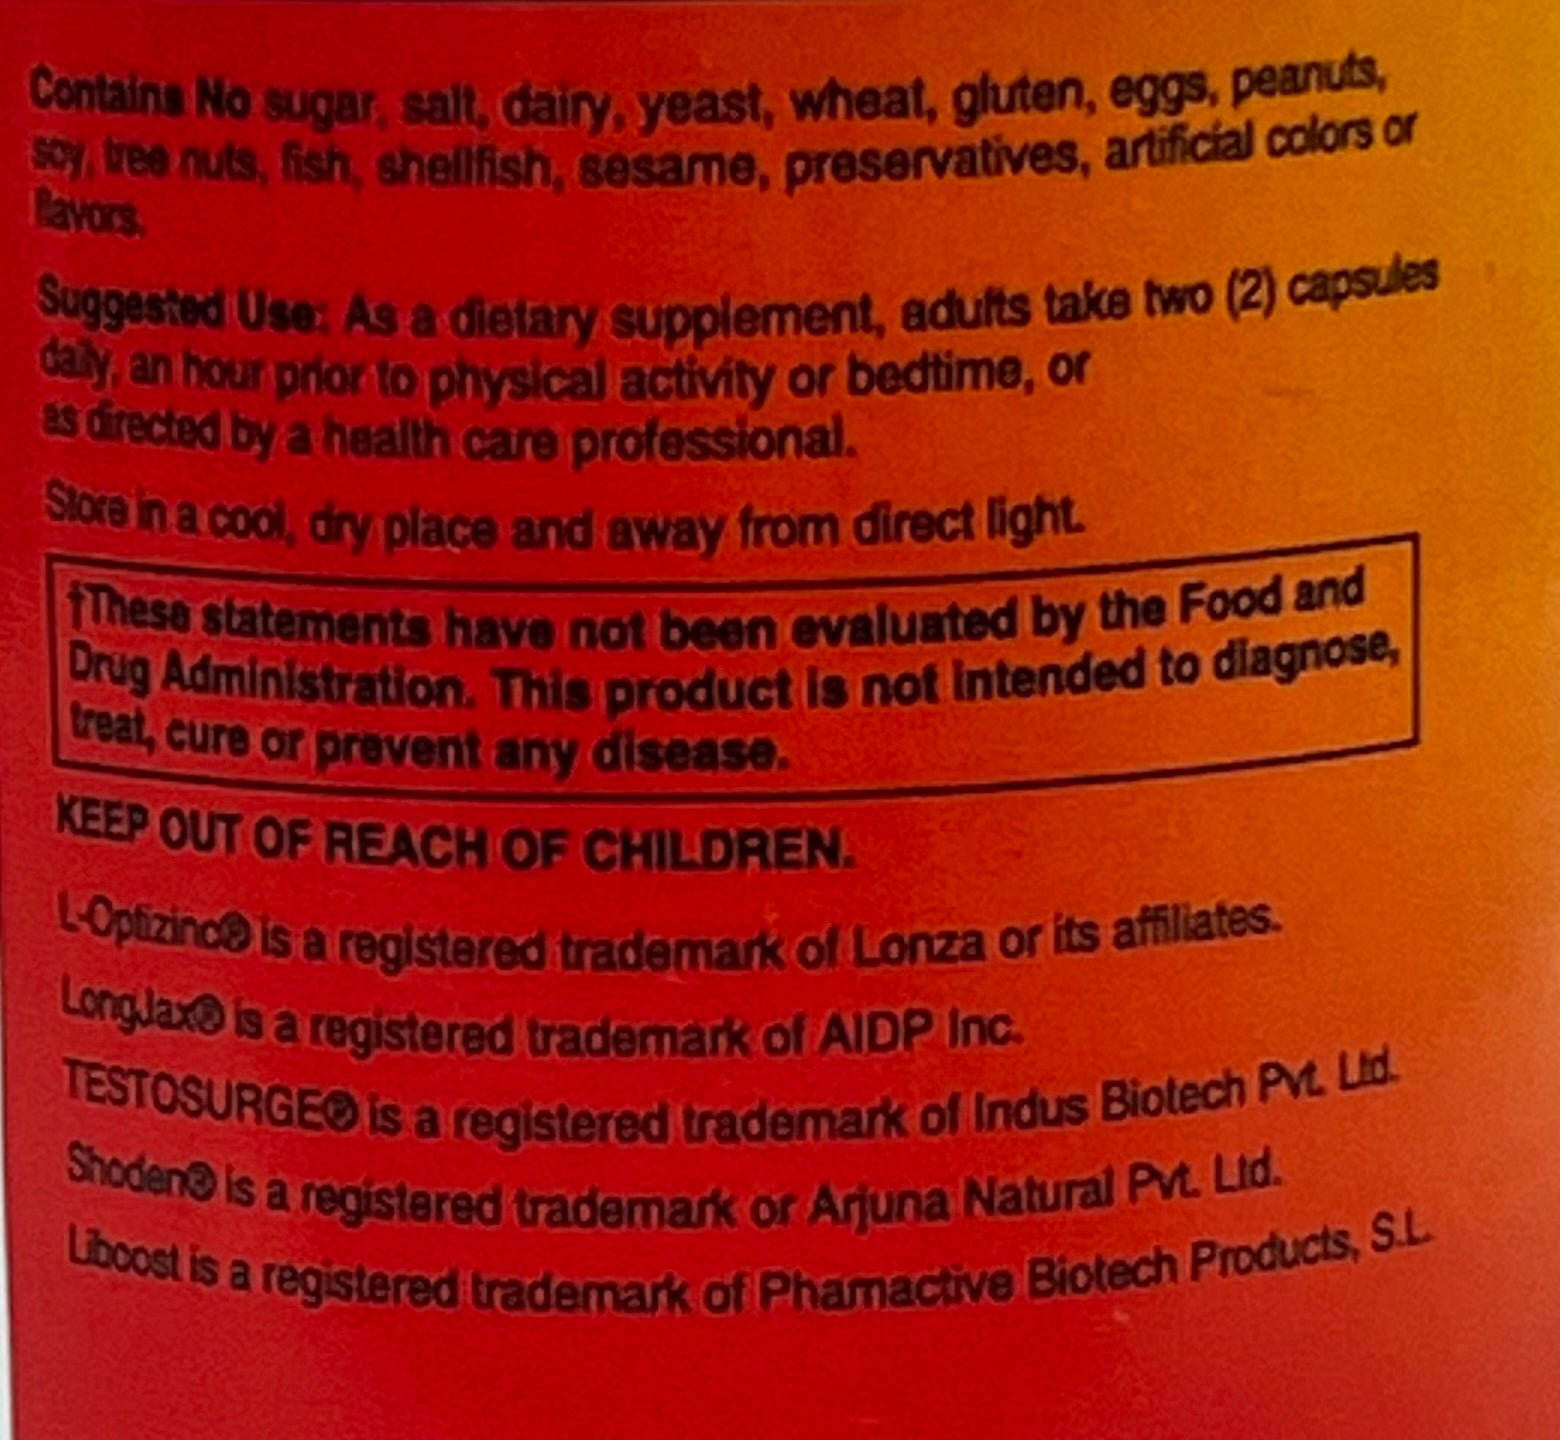 Contains No sugar, salt, dairy, yeast, wheat, gluten, eggs, peanuts,
soy, tree nuts, fish, shellfish, sesame, preservatives, artificial colors or
flavors.
Suggested Use: As a dietary supplement, adults take two (2) capsules
daily, an hour prior to physical activity or bedtime, or
as directed by a health care professional.
Store in a cool, dry place and away from direct light.
†These statements have not been evaluated by the Food and
Drug Administration. This product is not intended to diagnose,
treat, cure or prevent any disease.
KEEP OUT OF REACH OF CHILDREN.
L-Optizinc® is a registered trademark of Lonza or its affiliates.
LongJax® is a registered trademark of AIDP Inc.
TESTOSURGE® is a registered trademark of Indus Biotech Pvt. Ltd.
Shoden® is a registered trademark or Arjuna Natural Pvt. Ltd.
Liboost is a registered trademark of Phamactive Biotech Products, S.L.